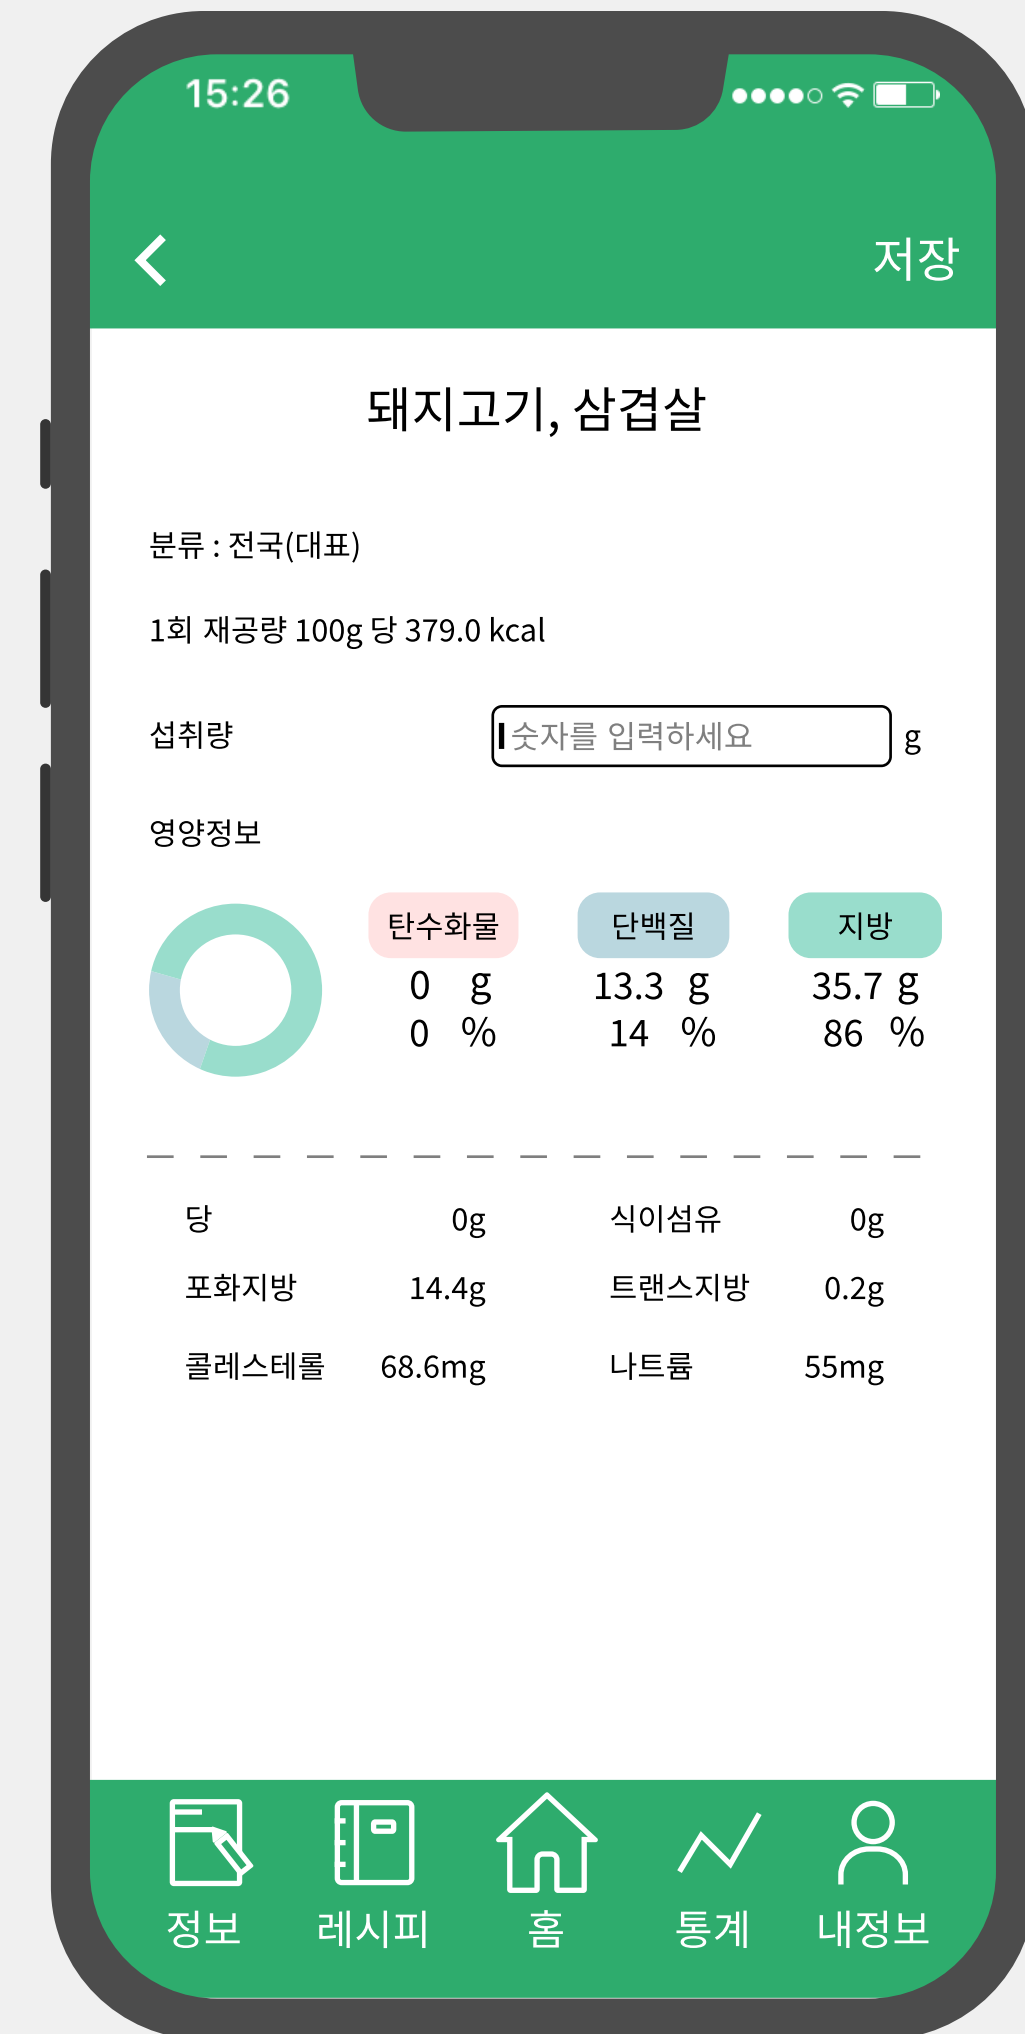 15:26
저장
돼지고기, 삼겹살
분류 : 전국(대표)
1회 재공량 100g 당 379.0 kcal
섭취량 숫자를 입력하세요 g
영양정보
탄수화물 단백질 지방
0 g 13.3 g 35.7 g
0 % 14 % 86 %
당 0g 식이섬유 0g
포화지방 14.4g 트랜스지방 0.2g
콜레스테롤 68.6mg 나트륨 55mg
정보 레시피 홈 통계 내정보